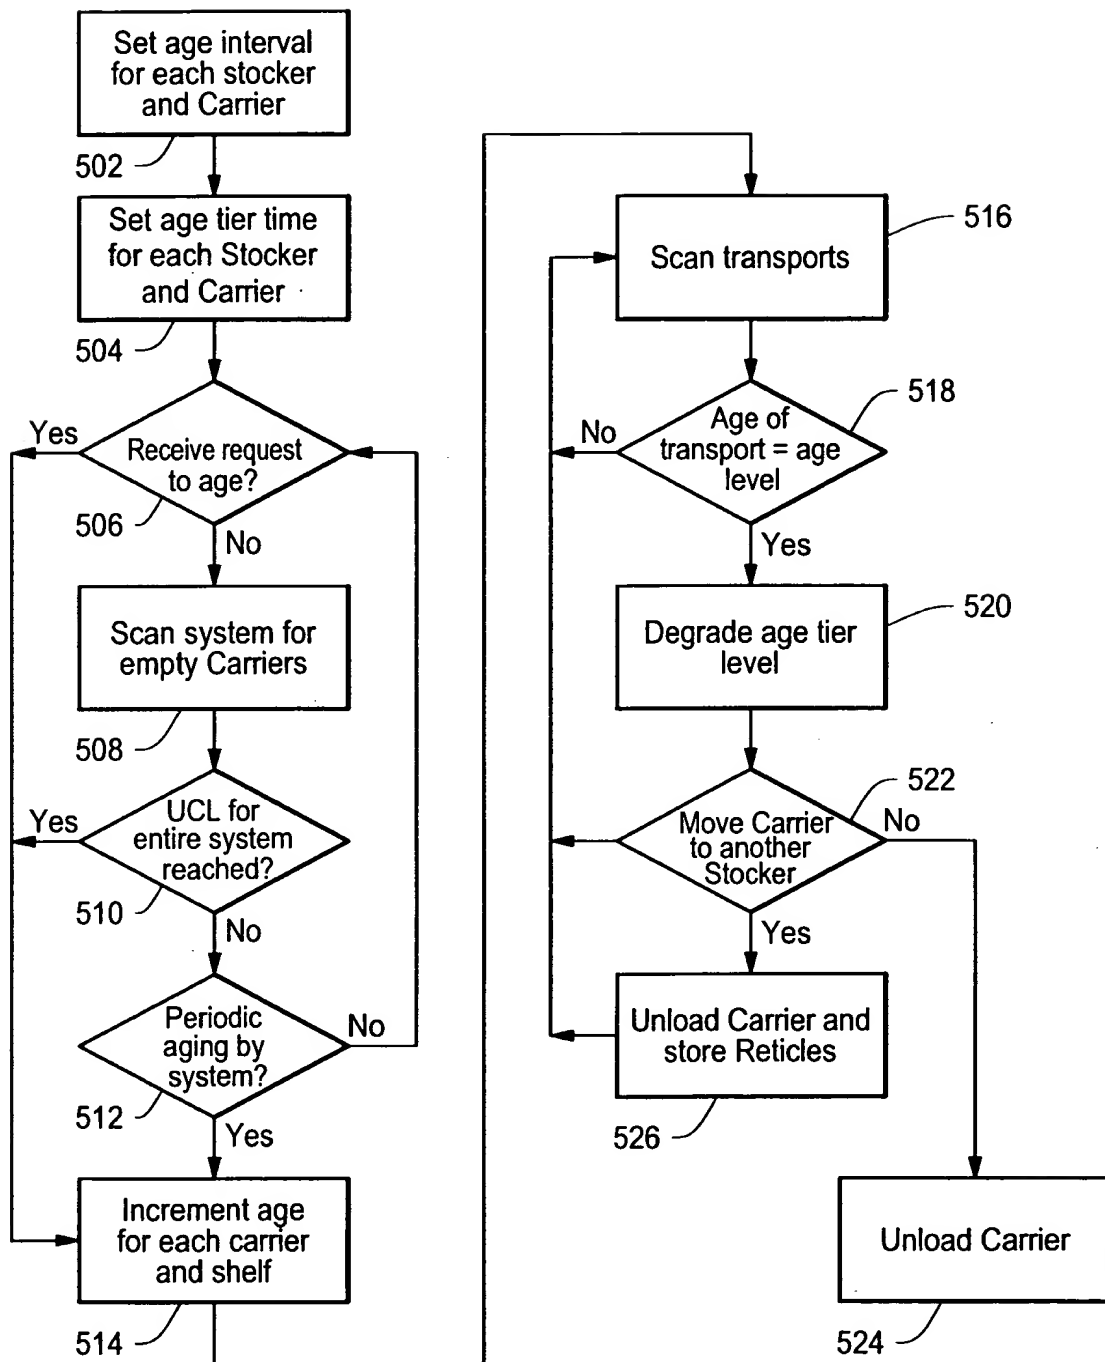 Set age interval
for each stocker
and Carrier
502
Set age tier time
for each Stocker
and Carrier
504
Yes
Receive request
to age?
506
No
Scan system for
empty Carriers
508
Yes
UCL for
entire system
reached?
510
No
Periodic
aging by
system?
No
512
Yes
Increment age
for each carrier
and shelf
514
516
Scan transports
518
No
Age of
transport = age
level
Yes
520
Degrade age tier
level
522
Move Carrier
to another
Stocker
No
Yes
Unload Carrier and
store Reticles
526
Unload Carrier
524